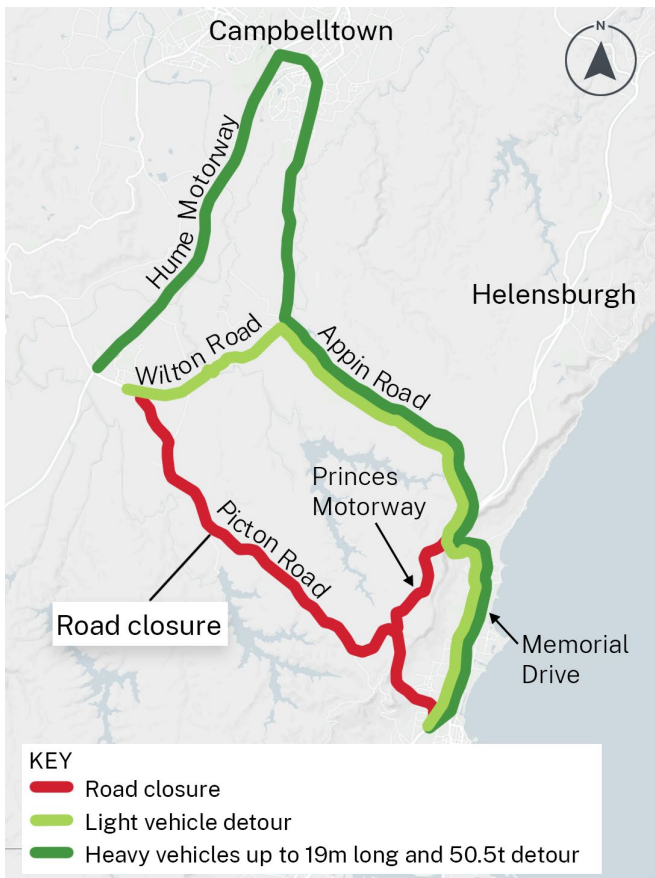 Campbelltown
N
Hume Motorway
Helensburgh
Wilton Road
Appin Road
Princes
Motorway
Picton Road
Road closure
Memorial
Drive
KEY
Road closure
Light vehicle detour
Heavy vehicles up to 19m long and 50.5t detour